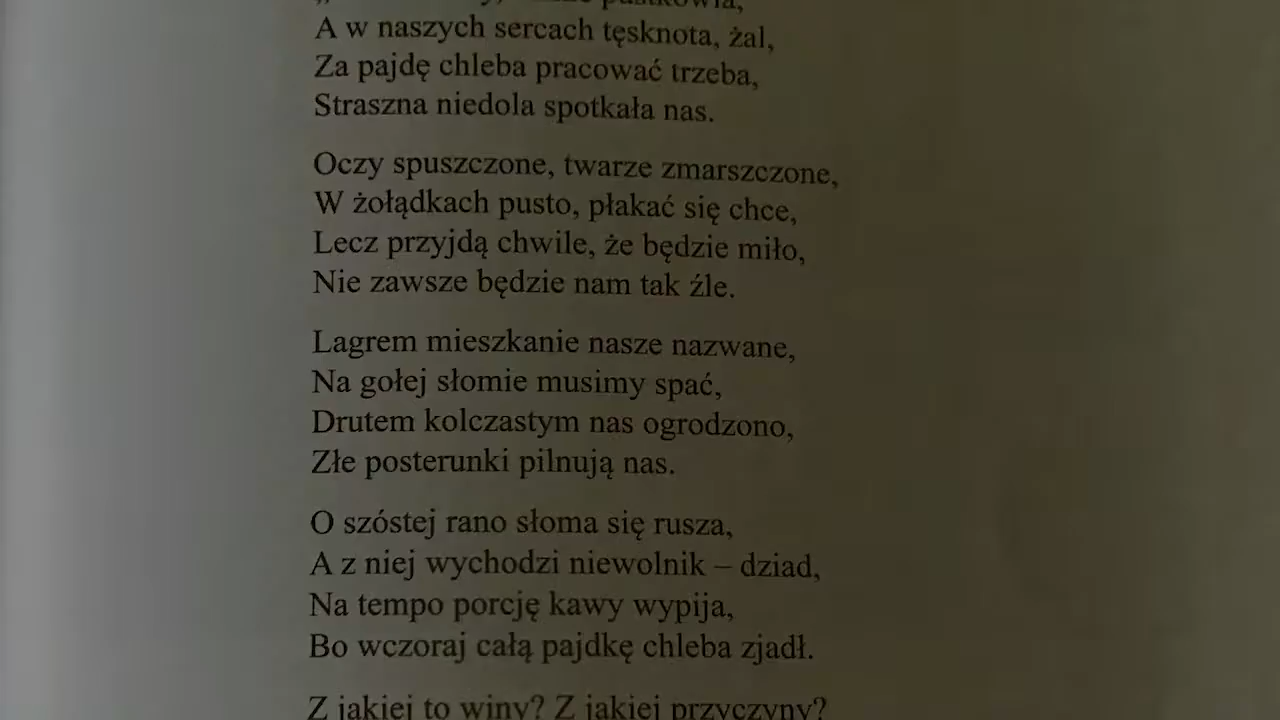 A w naszych sercach tęsknota, żal,
Za pajdę chleba pracować trzeba,
Straszna niedola spotkała nas.
Oczy spuszczone, twarze zmarszczone,
W żołądkach pusto, płakać się chce,
Lecz przyjdą chwile, że będzie miło,
Nie zawsze będzie nam tak źle.
Lagrem mieszkanie nasze nazwane,
Na gołej słomie musimy spać,
Drutem kolczastym nas ogrodzono,
Złe posterunki pilnują nas.
O szóstej rano słoma się rusza,
A z niej wychodzi niewolnik – dziad,
Na tempo porcję kawy wypija,
Bo wczoraj całą pajdkę chleba zjadł.
Z jakiej to winy? Z jakiej przyczyny?